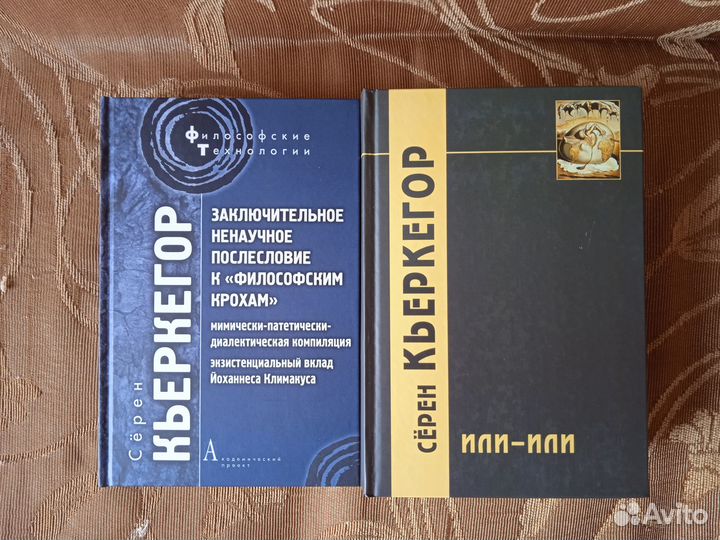 Философские
Технологии
Сёрен
КЬЕРКЕГОР
ЗАКЛЮЧИТЕЛЬНОЕ
НЕНАУЧНОЕ
ПОСЛЕСЛОВИЕ
К «ФИЛОСОФСКИМ
КРОХАМ»
мимически-патетически-
диалектическая компиляция
экзистенциальный вклад
Йоханнеса Климакуса
Академический
проект
СЁРЕН КЬЕРКЕГОР
ИЛИ–ИЛИ
Avito